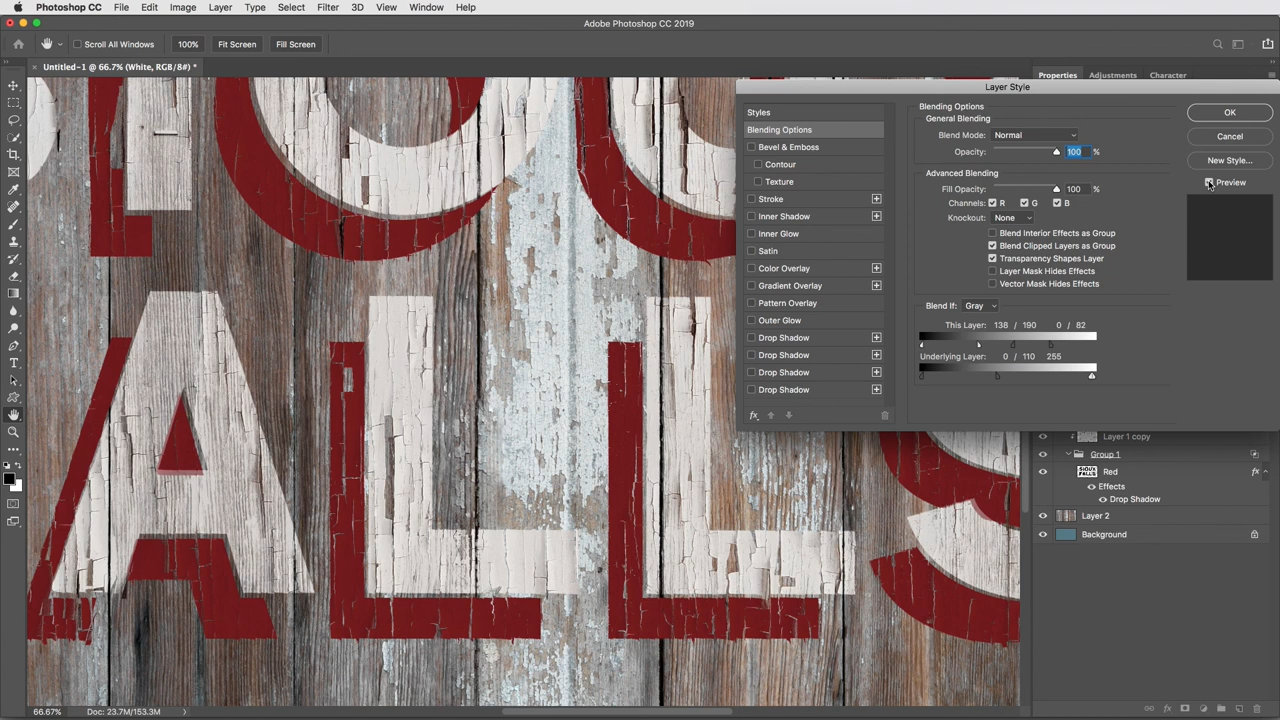 Photoshop CC File Edit Image Layer Type Select Filter 3D View Window Help
Adobe Photoshop CC 2019
Scroll All Windows 100% Fit Screen Fill Screen
Untitled-1 @ 66.7% (White, RGB/8#) *
Properties Adjustments Character
Layer Style
Styles
Blending Options
Bevel & Emboss
Contour
Texture
Stroke
Inner Shadow
Inner Glow
Satin
Color Overlay
Gradient Overlay
Pattern Overlay
Outer Glow
Drop Shadow
Drop Shadow
Drop Shadow
Drop Shadow
fx
Blending Options
General Blending
Blend Mode: Normal
Opacity: 100 %
Advanced Blending
Fill Opacity: 100 %
Channels: R G B
Knockout: None
Blend Interior Effects as Group
Blend Clipped Layers as Group
Transparency Shapes Layer
Layer Mask Hides Effects
Vector Mask Hides Effects
Blend If: Gray
This Layer: 138 / 190 0 / 82
Underlying Layer: 0 / 110 255
OK
Cancel
New Style...
Preview
ALLS
Layer 1 copy
Group 1
SIOUX
FALLS
Red fx
Effects
Drop Shadow
Layer 2
Background
fx
66.67% Doc: 23.7M/153.3M